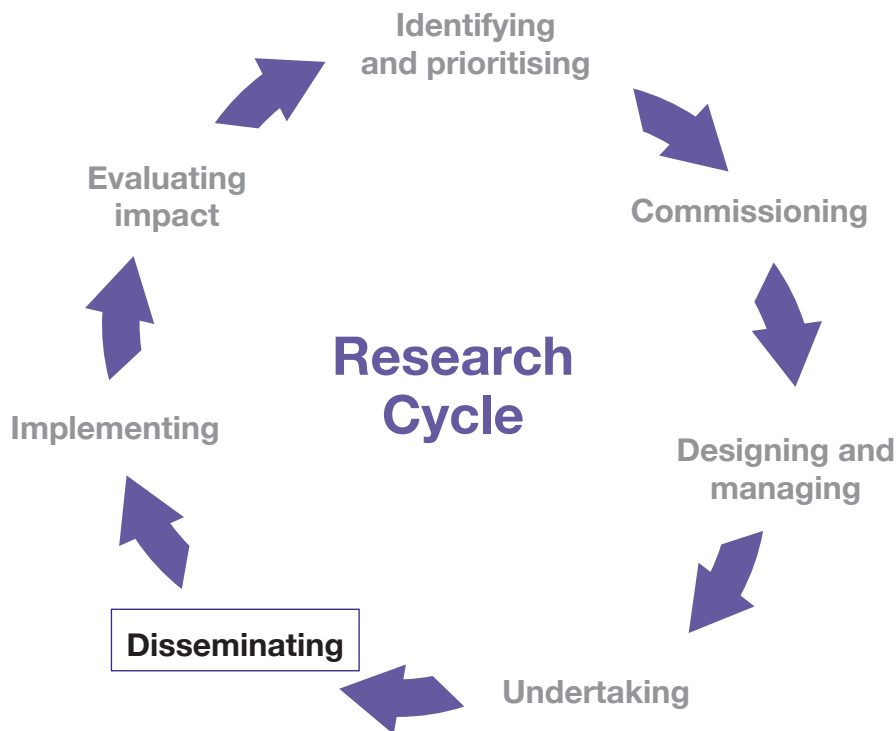 Identifying
and prioritising
Commissioning
Designing and
managing
Undertaking
Disseminating
Implementing
Evaluating
impact
Research
Cycle